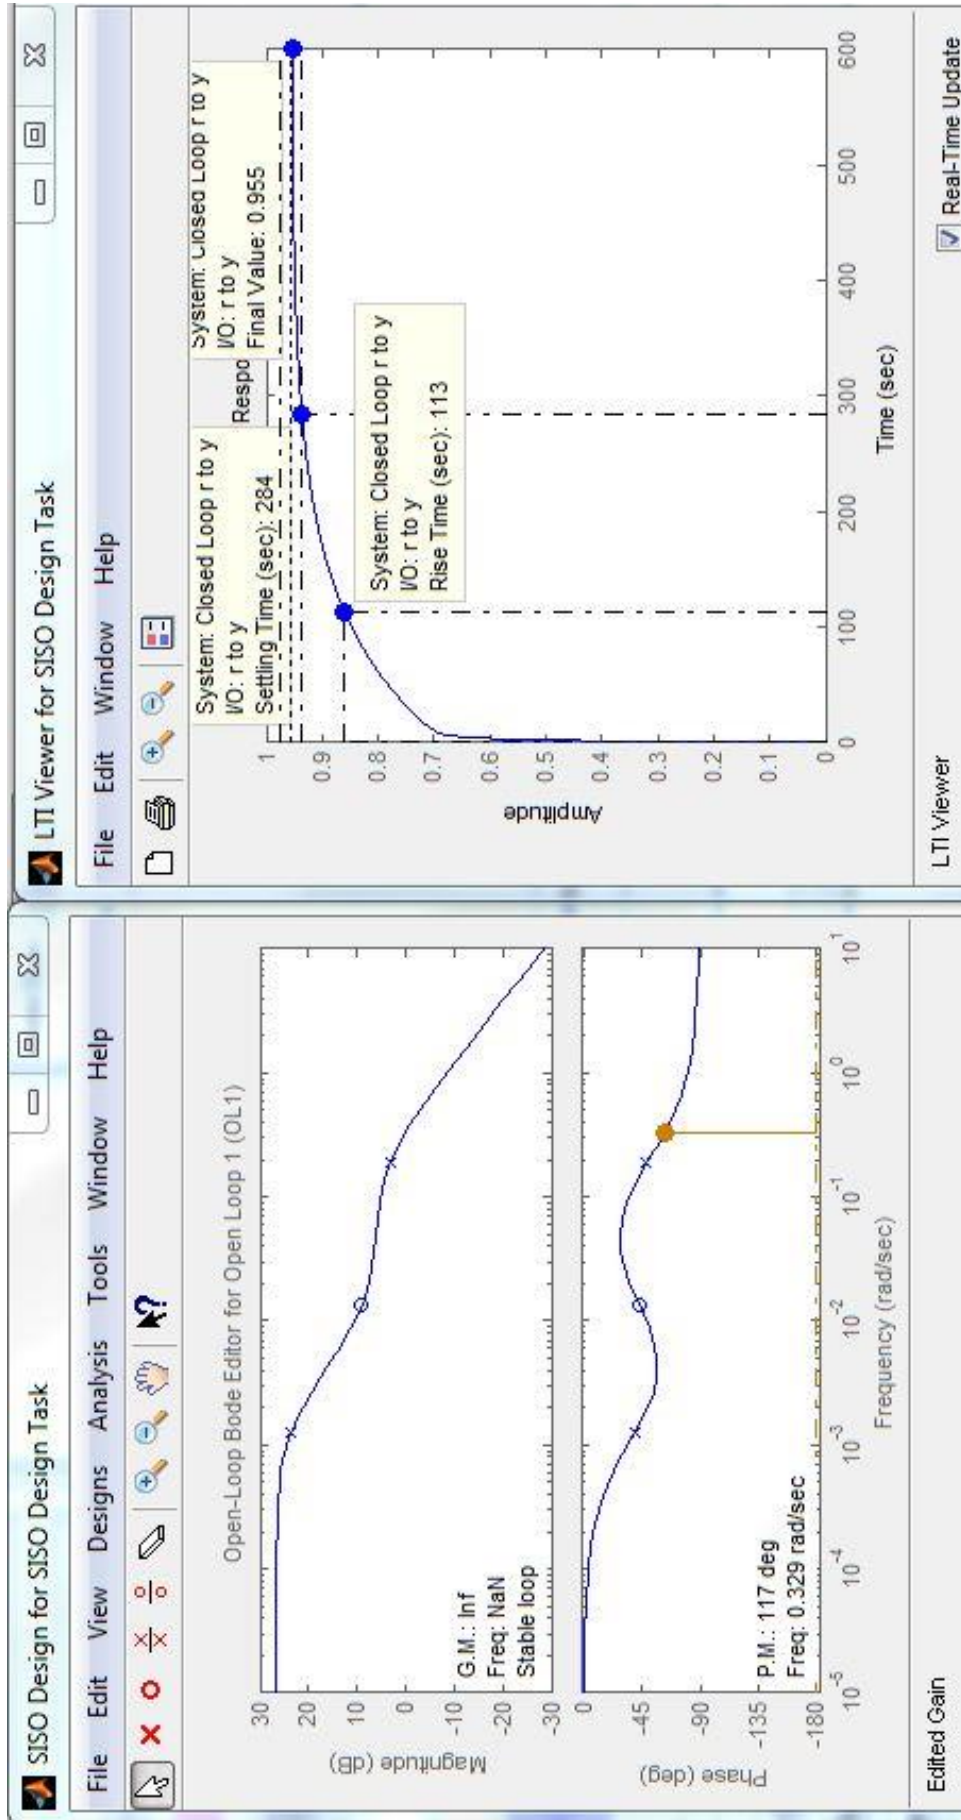 SISO Design for SISO Design Task
File Edit View Designs Analysis Tools Window Help
Open-Loop Bode Editor for Open Loop 1 (OL1)
30
20
10
0
-10
-20
-30
Magnitude (dB)
G.M.: Inf
Freq: NaN
Stable loop
0
-45
-90
-135
-180
Phase (deg)
P.M.: 117 deg
Freq: 0.329 rad/sec
10^-5 10^-4 10^-3 10^-2 10^-1 10^0 10^1
Frequency (rad/sec)
Edited Gain
LTI Viewer for SISO Design Task
File Edit Window Help
Respo
System: Closed Loop r to y
I/O: r to y
Settling Time (sec): 284
System: Closed Loop r to y
I/O: r to y
Final Value: 0.955
System: Closed Loop r to y
I/O: r to y
Rise Time (sec): 113
1
0.9
0.8
0.7
0.6
0.5
0.4
0.3
0.2
0.1
0
Amplitude
0 100 200 300 400 500 600
Time (sec)
LTI Viewer
Real-Time Update